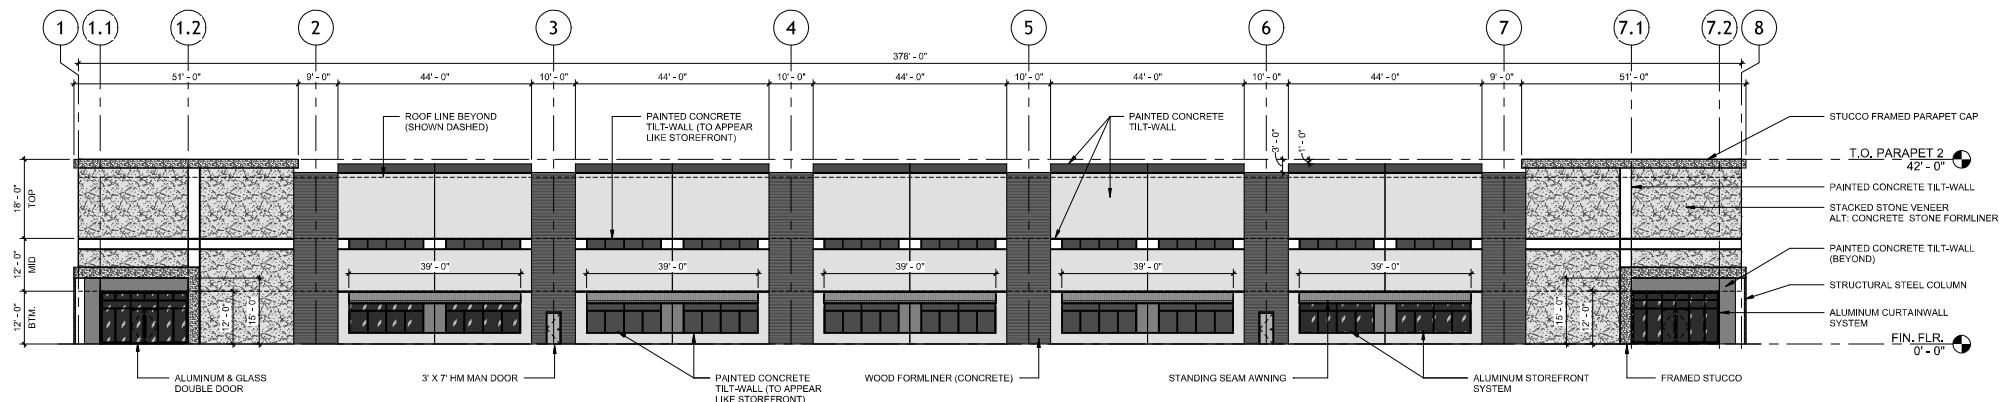 1 1.1 1.2 2 3 4 5 6 7 7.1 7.2 8
378' - 0"
51' - 0" 9' - 0" 44' - 0" 10' - 0" 44' - 0" 10' - 0" 44' - 0" 10' - 0" 44' - 0" 10' - 0" 44' - 0" 9' - 0" 51' - 0"
ROOF LINE BEYOND
(SHOWN DASHED)
PAINTED CONCRETE
TILT-WALL (TO APPEAR
LIKE STOREFRONT)
PAINTED CONCRETE
TILT-WALL
3' - 0"
1' - 0"
STUCCO FRAMED PARAPET CAP
T.O. PARAPET 2
42' - 0"
PAINTED CONCRETE TILT-WALL
STACKED STONE VENEER
ALT: CONCRETE STONE FORMLINER
PAINTED CONCRETE TILT-WALL
(BEYOND)
STRUCTURAL STEEL COLUMN
ALUMINUM CURTAINWALL
SYSTEM
FIN. FLR.
0' - 0"
18' - 0"
TOP
12' - 0"
MID
12' - 0"
BTM.
12' - 0"
15' - 0"
39' - 0" 39' - 0" 39' - 0" 39' - 0" 39' - 0"
15' - 0"
12' - 0"
ALUMINUM & GLASS
DOUBLE DOOR
3' X 7' HM MAN DOOR
PAINTED CONCRETE
TILT-WALL (TO APPEAR
LIKE STOREFRONT)
WOOD FORMLINER (CONCRETE)
STANDING SEAM AWNING
ALUMINUM STOREFRONT
SYSTEM
FRAMED STUCCO